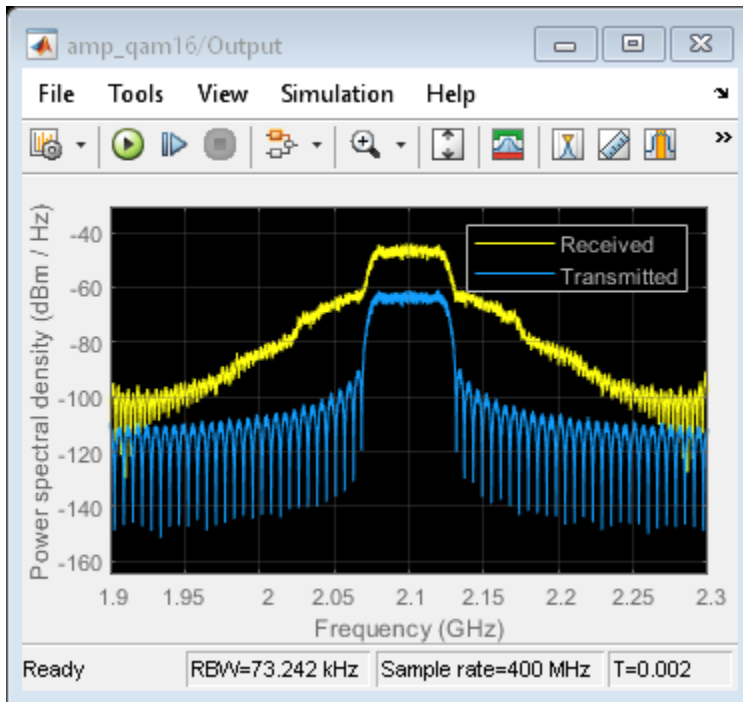 amp_qam16/Output
File Tools View Simulation Help
»
Power spectral density (dBm / Hz)
-40
-60
-80
-100
-120
-140
-160
Received
Transmitted
1.9 1.95 2 2.05 2.1 2.15 2.2 2.25 2.3
Frequency (GHz)
Ready RBW=73.242 kHz Sample rate=400 MHz T=0.002